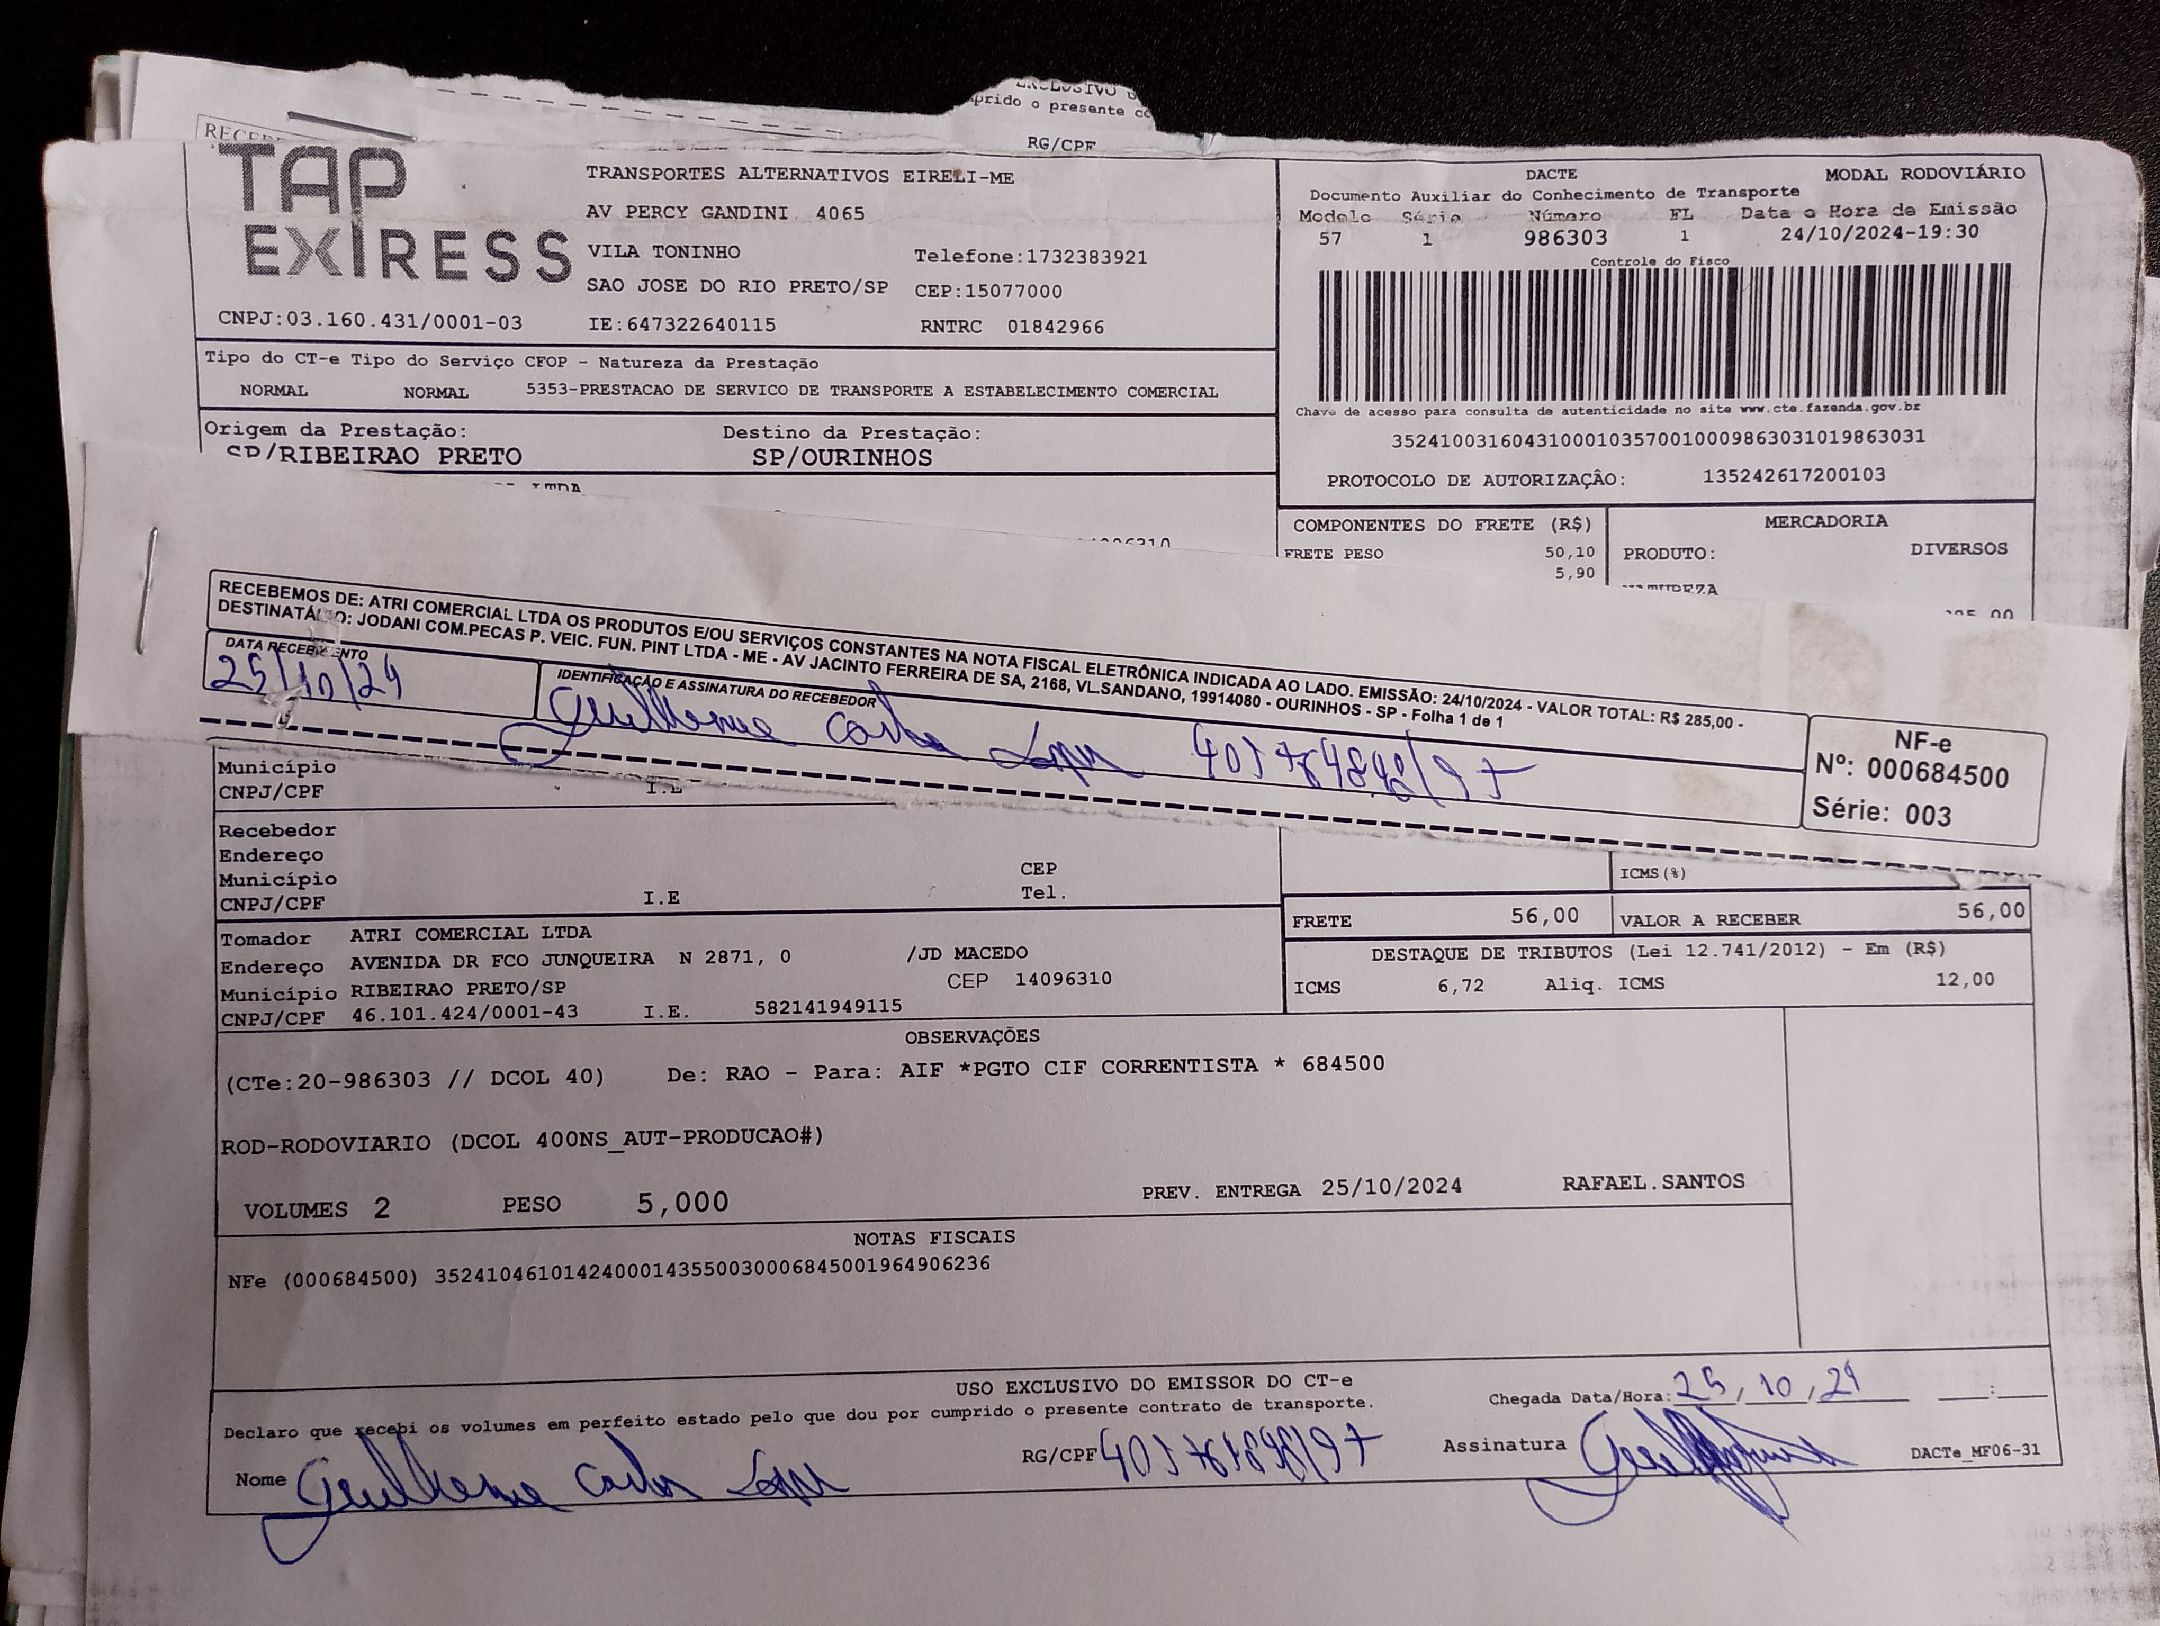 EXCLUSIVO D
prido o presente co
RG/CPF
TAP EXPRESS
TRANSPORTES ALTERNATIVOS EIRELI-ME
AV PERCY GANDINI 4065
VILA TONINHO Telefone:1732383921
SAO JOSE DO RIO PRETO/SP CEP:15077000
CNPJ:03.160.431/0001-03 IE:647322640115 RNTRC 01842966
DACTE MODAL RODOVIÁRIO
Documento Auxiliar do Conhecimento de Transporte
Modelo Série Número FL Data e Hora de Emissão
57 1 986303 1 24/10/2024-19:30
Controle do Fisco
Chave de acesso para consulta de autenticidade no site www.cte.fazenda.gov.br
35241003160431000103570010009863031019863031
PROTOCOLO DE AUTORIZAÇÂO: 135242617200103
Tipo do CT-e Tipo do Serviço CFOP - Natureza da Prestação
NORMAL NORMAL 5353-PRESTACAO DE SERVICO DE TRANSPORTE A ESTABELECIMENTO COMERCIAL
Origem da Prestação: Destino da Prestação:
SP/RIBEIRAO PRETO SP/OURINHOS
COMPONENTES DO FRETE (R$) MERCADORIA
FRETE PESO 50,10 PRODUTO: DIVERSOS
5,90
RECEBEMOS DE: ATRI COMERCIAL LTDA OS PRODUTOS E/OU SERVIÇOS CONSTANTES NA NOTA FISCAL ELETRÔNICA INDICADA AO LADO. EMISSÃO: 24/10/2024 - VALOR TOTAL: R$ 285,00 -
DESTINATÁRIO: JODANI COM.PECAS P. VEIC. FUN. PINT LTDA - ME - AV JACINTO FERREIRA DE SA, 2168, VL.SANDANO, 19914080 - OURINHOS - SP - Folha 1 de 1
DATA RECEBIMENTO IDENTIFICAÇÃO E ASSINATURA DO RECEBEDOR
25/10/24 Guilherme Carlos Lopes
NF-e
Nº: 000684500
Série: 003
Município
CNPJ/CPF I.E
Recebedor
Endereço
Município CEP
CNPJ/CPF I.E Tel.
ICMS(%)
FRETE 56,00 VALOR A RECEBER 56,00
Tomador ATRI COMERCIAL LTDA
Endereço AVENIDA DR FCO JUNQUEIRA N 2871, 0 /JD MACEDO
Município RIBEIRAO PRETO/SP CEP 14096310
CNPJ/CPF 46.101.424/0001-43 I.E. 582141949115
DESTAQUE DE TRIBUTOS (Lei 12.741/2012) - Em (R$)
ICMS 6,72 Aliq. ICMS 12,00
OBSERVAÇÕES
(CTe:20-986303 // DCOL 40) De: RAO - Para: AIF *PGTO CIF CORRENTISTA * 684500
ROD-RODOVIARIO (DCOL 400NS_AUT-PRODUCAO#)
VOLUMES 2 PESO 5,000 PREV. ENTREGA 25/10/2024 RAFAEL.SANTOS
NOTAS FISCAIS
NFe (000684500) 35241046101424000143550030006845001964906236
USO EXCLUSIVO DO EMISSOR DO CT-e
Declaro que recebi os volumes em perfeito estado pelo que dou por cumprido o presente contrato de transporte.
Chegada Data/Hora: 25/10/24 __:__
Nome Guilherme Carlos Lopes RG/CPF Assinatura DACTe_MF06-31